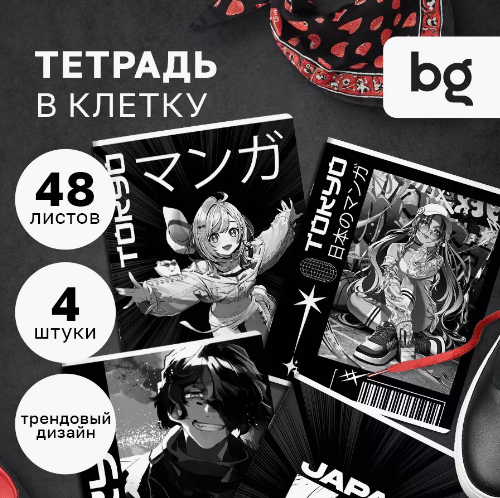 ТЕТРАДЬ
В КЛЕТКУ
bg
48
листов
4
штуки
трендовый
дизайн
TOKYO
マンガ
TOKYO
日本のマンガ
JAPA